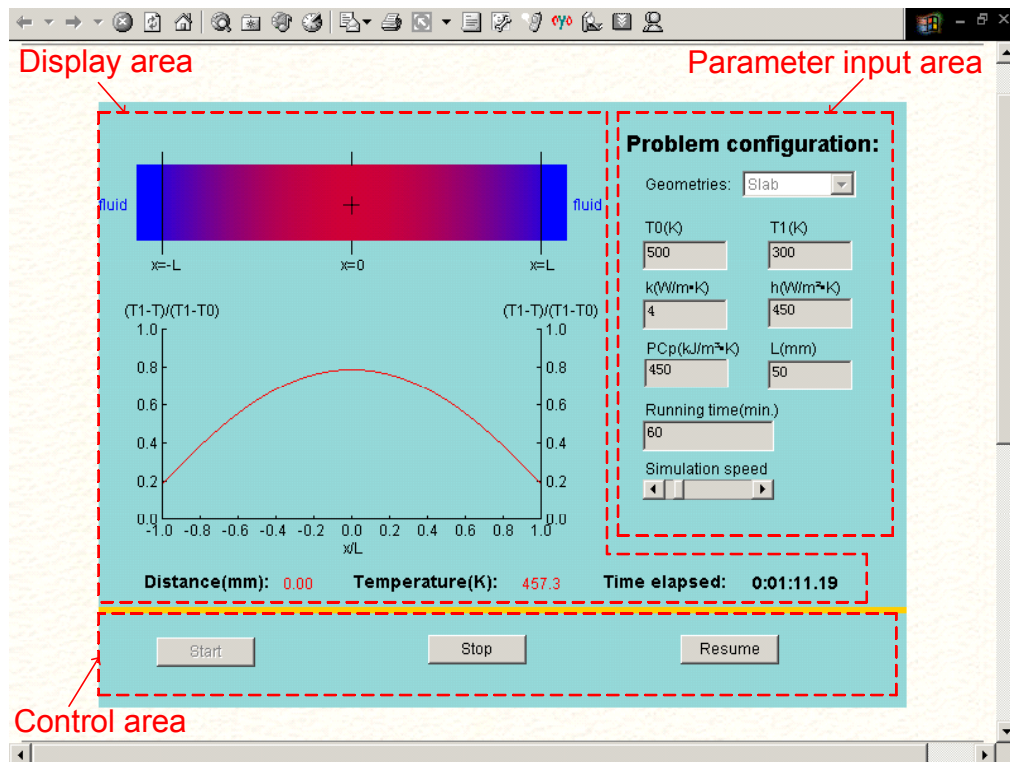 Display area
Parameter input area
Problem configuration:
Geometries: Slab
fluid
fluid
x=-L
x=0
x=L
T0(K) T1(K)
500 300
k(W/m•K) h(W/m²•K)
4 450
PCp(kJ/m³•K) L(mm)
450 50
Running time(min.)
60
Simulation speed
(T1-T)/(T1-T0) (T1-T)/(T1-T0)
1.0 1.0
0.8 0.8
0.6 0.6
0.4 0.4
0.2 0.2
0.0 0.0
-1.0 -0.8 -0.6 -0.4 -0.2 0.0 0.2 0.4 0.6 0.8 1.0
x/L
Distance(mm): 0.00 Temperature(K): 457.3 Time elapsed: 0:01:11.19
Start Stop Resume
Control area